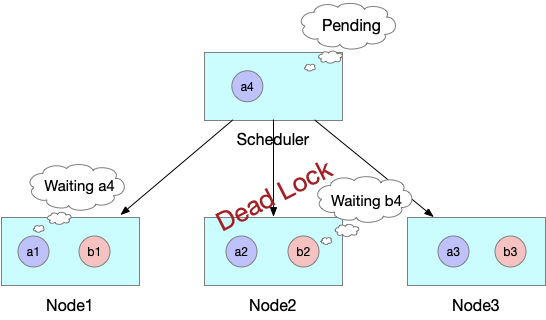 Pending
a4
Scheduler
Dead Lock
Waiting a4
Waiting b4
a1 b1 a2 b2 a3 b3
Node1 Node2 Node3